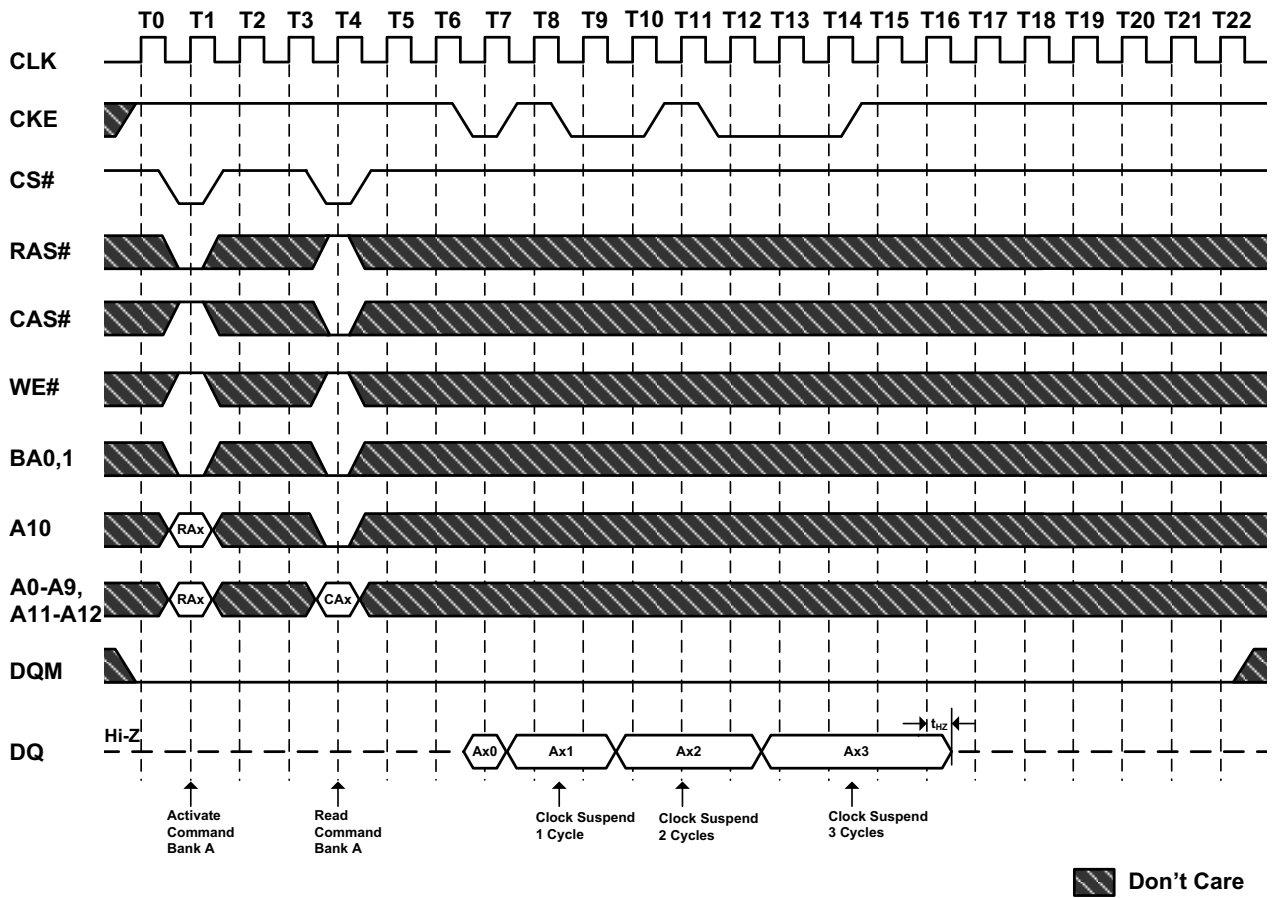 T0 T1 T2 T3 T4 T5 T6 T7 T8 T9 T10 T11 T12 T13 T14 T15 T16 T17 T18 T19 T20 T21 T22
CLK
CKE
CS#
RAS#
CAS#
WE#
BA0,1
A10
RAx
A0-A9,
A11-A12
RAx CAx
DQM
Hi-Z
tHZ
DQ
Ax0 Ax1 Ax2 Ax3
Activate
Command
Bank A
Read
Command
Bank A
Clock Suspend
1 Cycle
Clock Suspend
2 Cycles
Clock Suspend
3 Cycles
Don't Care